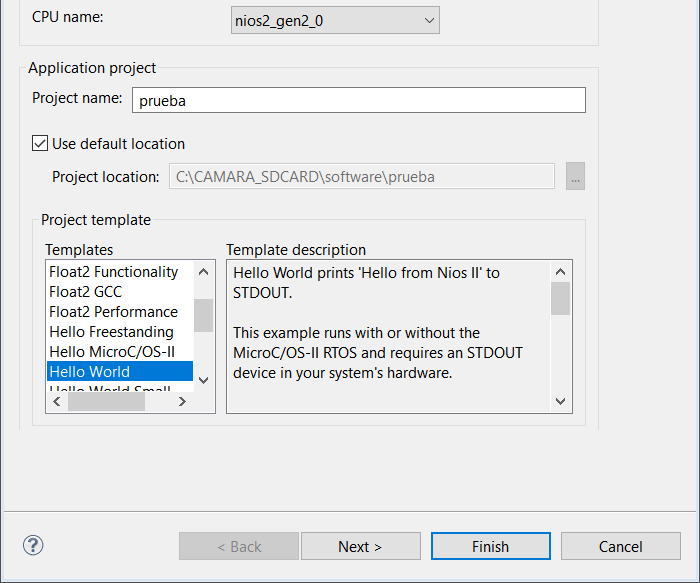 CPU name:
nios2_gen2_0
Application project
Project name:
prueba
Use default location
Project location:
C:\CAMARA_SDCARD\software\prueba
...
Project template
Templates
Template description
Float2 Functionality
Float2 GCC
Float2 Performance
Hello Freestanding
Hello MicroC/OS-II
Hello World
Hello World Small
Hello World prints 'Hello from Nios II' to
STDOUT.
This example runs with or without the
MicroC/OS-II RTOS and requires an STDOUT
device in your system's hardware.
?
< Back
Next >
Finish
Cancel